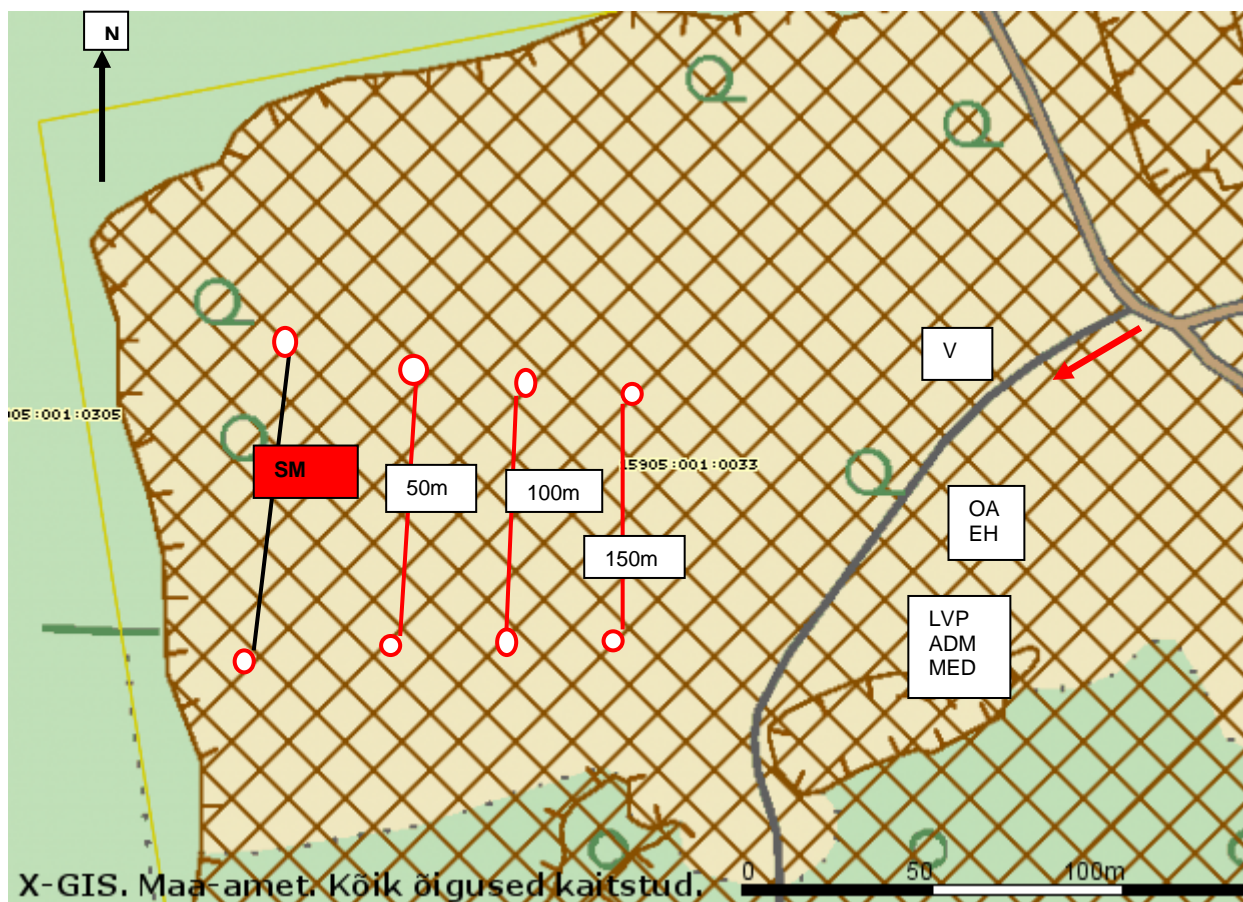 N
V
05:001:0305
SM
50m
100m
15905:001:0033
150m
OA
EH
LVP
ADM
MED
0 50 100m
X-GIS. Maa-amet. Kõik õigused kaitstud.